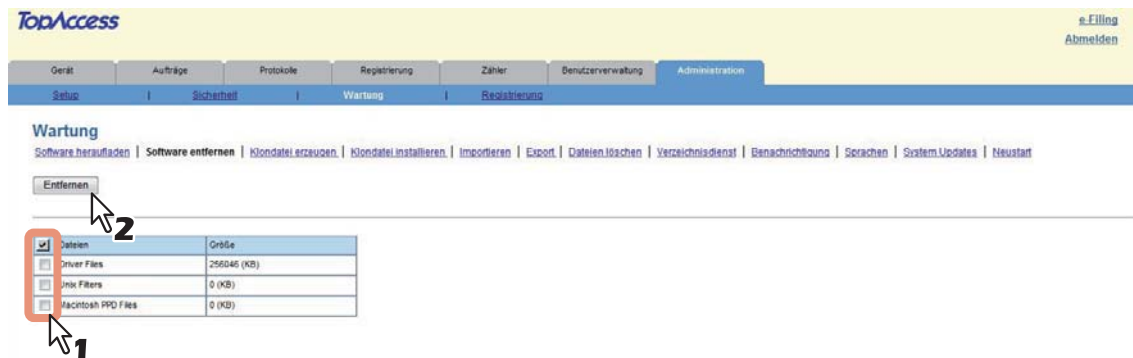 TopAccess
e-Filing
Abmelden
Gerät Aufträge Protokolle Registrierung Zähler Benutzerverwaltung Administration
Setup | Sicherheit | Wartung | Registrierung
Wartung
Software heraufladen | Software entfernen | Klondatei erzeugen | Klondatei installieren | Importieren | Export | Dateien löschen | Verzeichnisdienst | Benachrichtigung | Sprachen | System Updates | Neustart
Entfernen
2
Dateien Größe
Driver Files 256046 (KB)
Unix Filters 0 (KB)
Macintosh PPD Files 0 (KB)
1